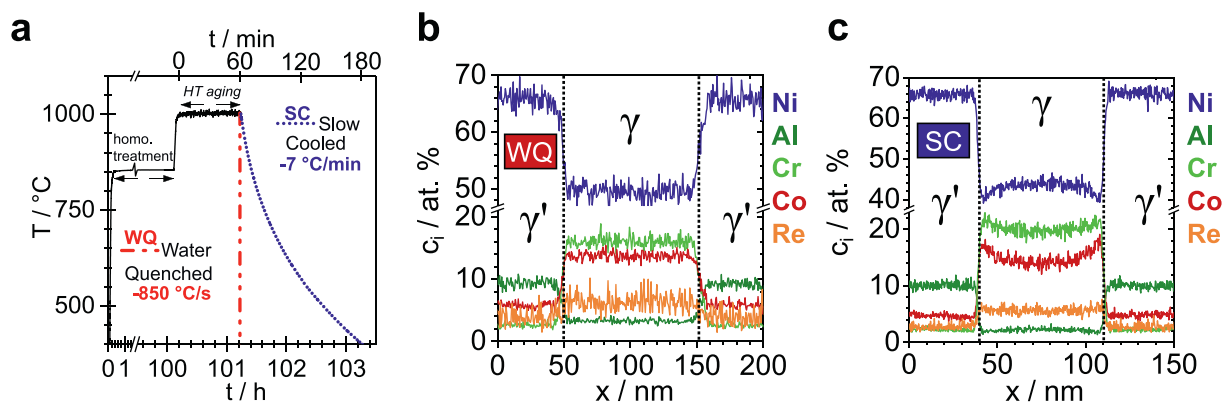 a
t / min
0 60 120 180
HT aging
1000
750
500
T / °C
homo.
treatment
SC
Slow
Cooled
-7 °C/min
WQ
Water
Quenched
-850 °C/s
0 1 100 101 102 103
t / h
b
70
60
50
20
10
0
c_i / at. %
WQ
γ
γ' γ'
0 50 100 150 200
x / nm
Ni
Al
Cr
Co
Re
c
70
65
60
50
40
20
15
10
5
0
c_i / at. %
SC
γ
γ' γ'
0 50 100 150
x / nm
Ni
Al
Cr
Co
Re